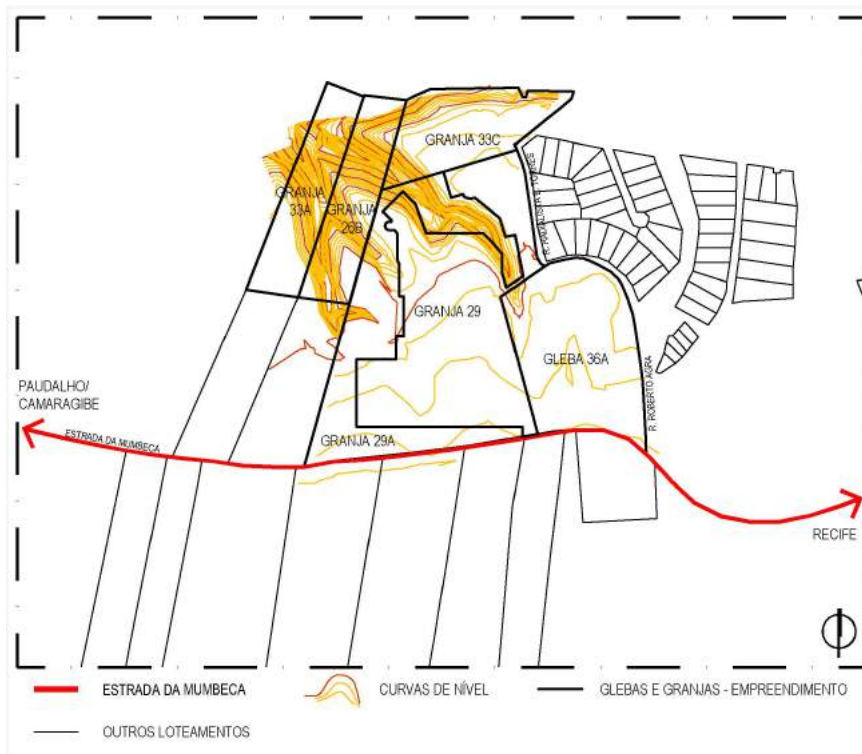 GRANJA 33C
GRANJA
33A
GRANJA
26B
GRANJA 29
GLEBA 36A
R. ROBERTO AGRA
PAUDALHO/
CAMARAGIBE
ESTRADA DA MUMBECA
GRANJA 29A
RECIFE
ESTRADA DA MUMBECA
CURVAS DE NÍVEL
GLEBAS E GRANJAS - EMPREENDIMENTO
OUTROS LOTEAMENTOS